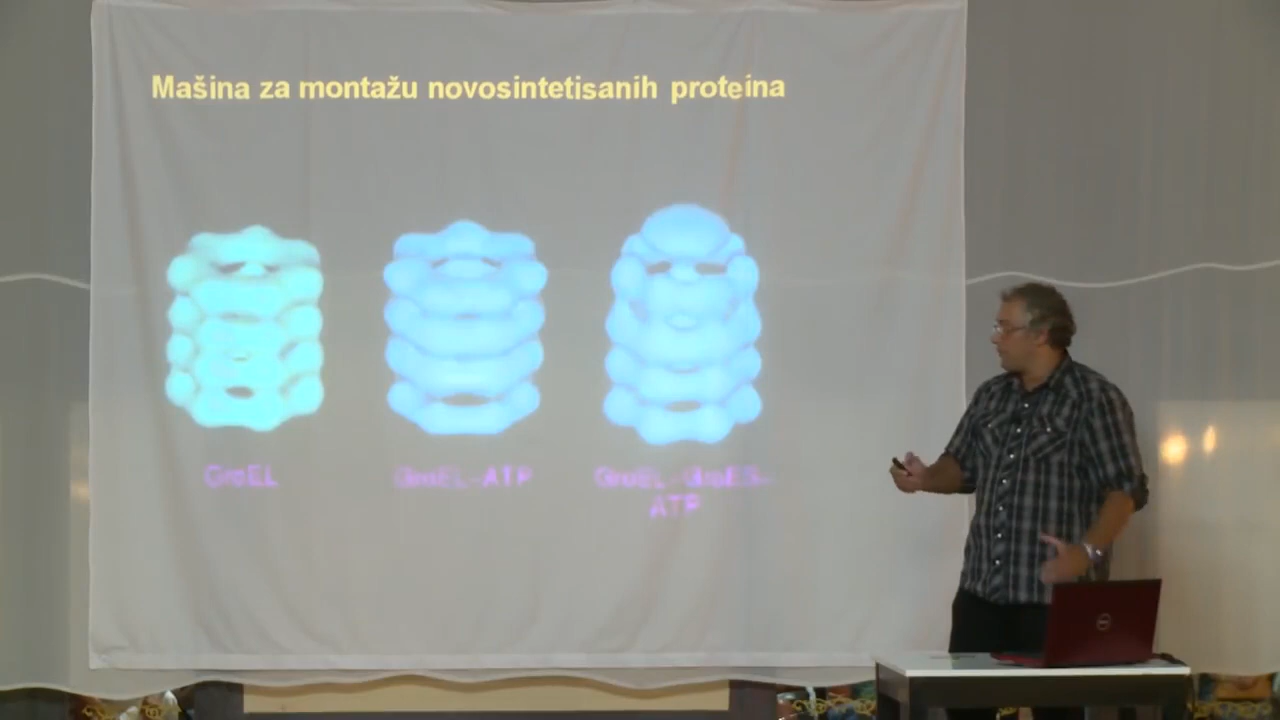 Mašina za montažu novosintetisanih proteina
GroEL
GroEL-ATP
GroEL-GroES-
ATP